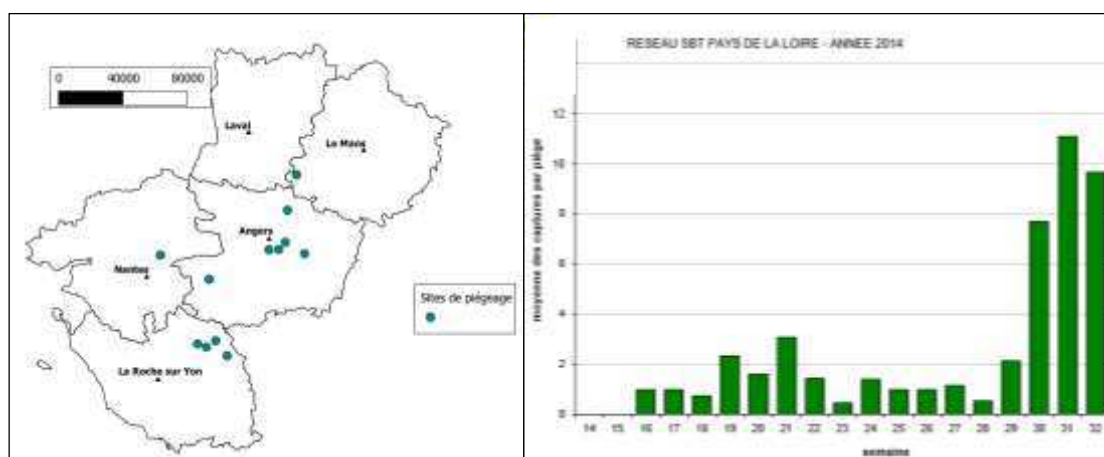 0 40000 80000
Laval
Le Mans
Angers
Nantes
La Roche sur Yon
Sites de piégeage
RESEAU SBT PAYS DE LA LOIRE - ANNEE 2014
moyenne des captures par piège
12
10
8
6
4
2
0
14 15 16 17 18 19 20 21 22 23 24 25 26 27 28 29 30 31 32
semaine